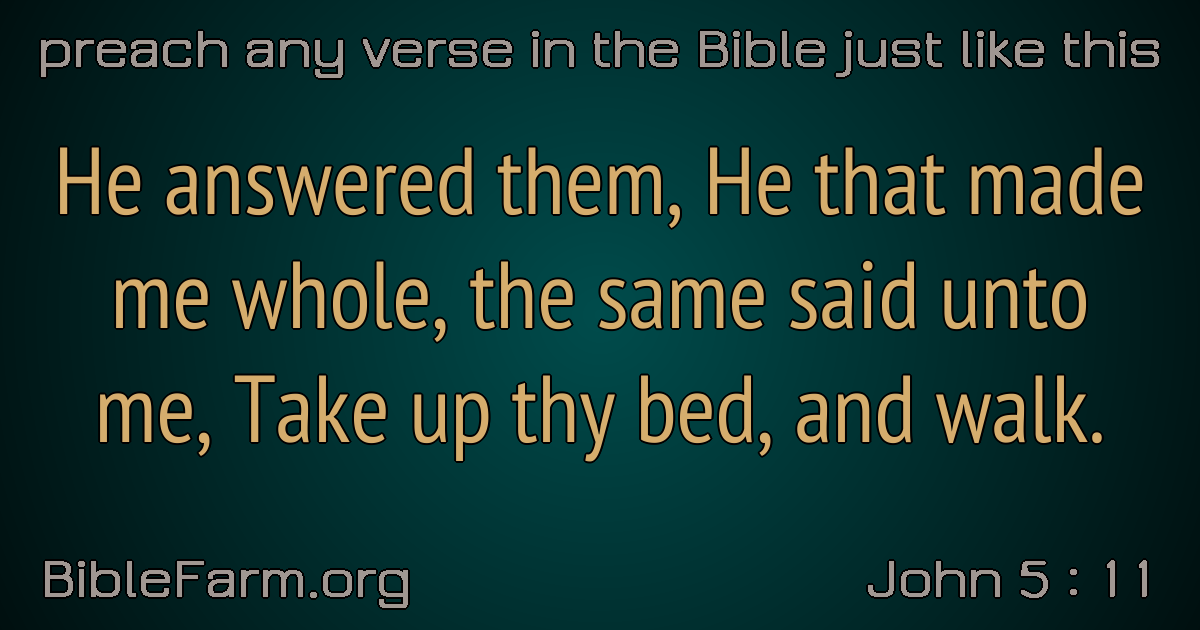 preach any verse in the Bible just like this
He answered them, He that made
me whole, the same said unto
me, Take up thy bed, and walk.
BibleFarm.org
John 5 : 11